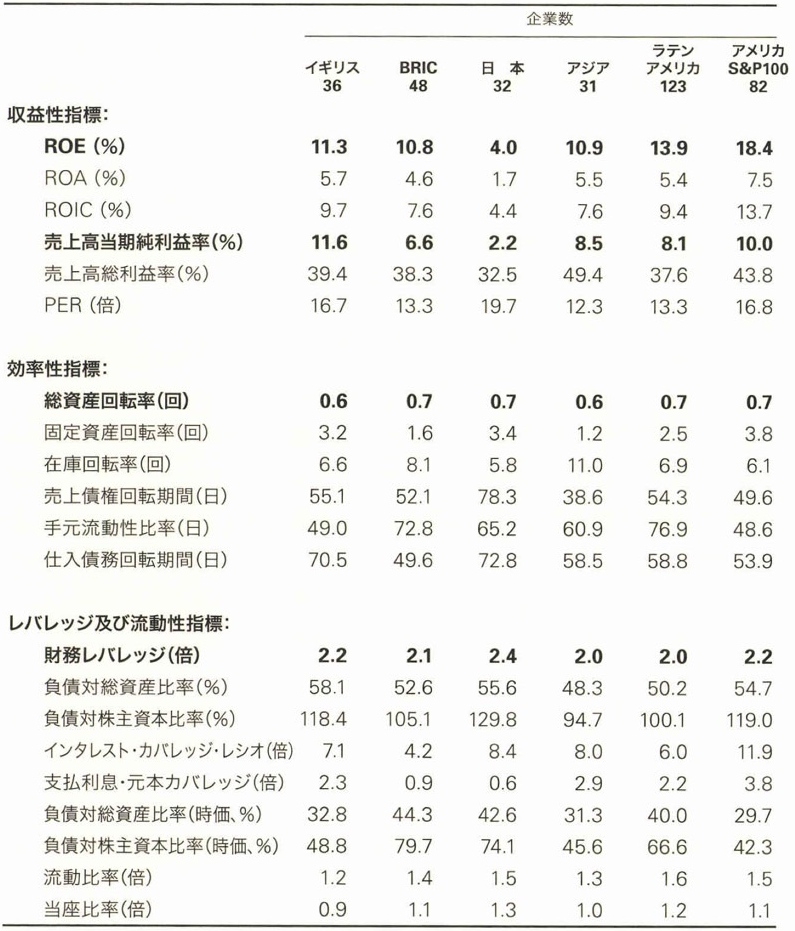 企業数
イギリス BRIC 日 本 アジア ラテンアメリカ アメリカS&P100
36 48 32 31 123 82
収益性指標：
ROE（%） 11.3 10.8 4.0 10.9 13.9 18.4
ROA（%） 5.7 4.6 1.7 5.5 5.4 7.5
ROIC（%） 9.7 7.6 4.4 7.6 9.4 13.7
売上高当期純利益率（%） 11.6 6.6 2.2 8.5 8.1 10.0
売上高総利益率（%） 39.4 38.3 32.5 49.4 37.6 43.8
PER（倍） 16.7 13.3 19.7 12.3 13.3 16.8
効率性指標：
総資産回転率（回） 0.6 0.7 0.7 0.6 0.7 0.7
固定資産回転率（回） 3.2 1.6 3.4 1.2 2.5 3.8
在庫回転率（回） 6.6 8.1 5.8 11.0 6.9 6.1
売上債権回転期間（日） 55.1 52.1 78.3 38.6 54.3 49.6
手元流動性比率（日） 49.0 72.8 65.2 60.9 76.9 48.6
仕入債務回転期間（日） 70.5 49.6 72.8 58.5 58.8 53.9
レバレッジ及び流動性指標：
財務レバレッジ（倍） 2.2 2.1 2.4 2.0 2.0 2.2
負債対総資産比率（%） 58.1 52.6 55.6 48.3 50.2 54.7
負債対株主資本比率（%） 118.4 105.1 129.8 94.7 100.1 119.0
インタレスト・カバレッジ・レシオ（倍） 7.1 4.2 8.4 8.0 6.0 11.9
支払利息・元本カバレッジ（倍） 2.3 0.9 0.6 2.9 2.2 3.8
負債対総資産比率（時価、%） 32.8 44.3 42.6 31.3 40.0 29.7
負債対株主資本比率（時価、%） 48.8 79.7 74.1 45.6 66.6 42.3
流動比率（倍） 1.2 1.4 1.5 1.3 1.6 1.5
当座比率（倍） 0.9 1.1 1.3 1.0 1.2 1.1